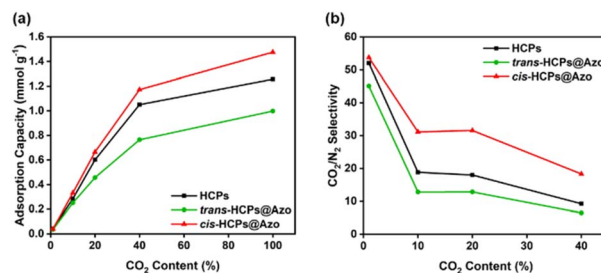 (a)
1.6
1.4
1.2
1.0
0.8
0.6
0.4
0.2
0.0
Adsorption Capacity (mmol g⁻¹)
HCPs
trans-HCPs@Azo
cis-HCPs@Azo
0 20 40 60 80 100
CO₂ Content (%)
(b)
60
50
40
30
20
10
0
CO₂/N₂ Selectivity
HCPs
trans-HCPs@Azo
cis-HCPs@Azo
0 10 20 30 40
CO₂ Content (%)